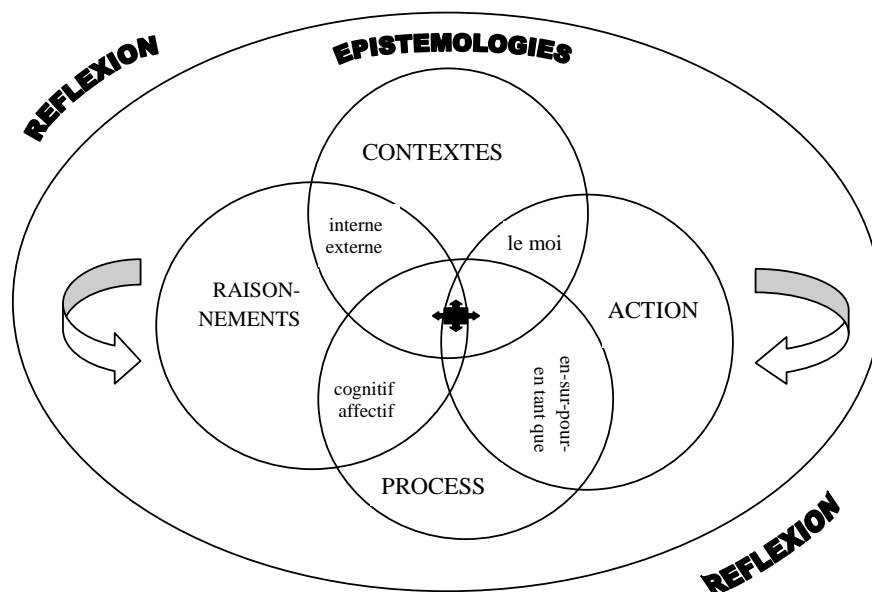 REFLEXION
EPISTEMOLOGIES
CONTEXTES
interne
externe
le moi
RAISON-
NEMENTS
ACTION
cognitif
affectif
en-sur-pour-
en tant que
PROCESS
REFLEXION